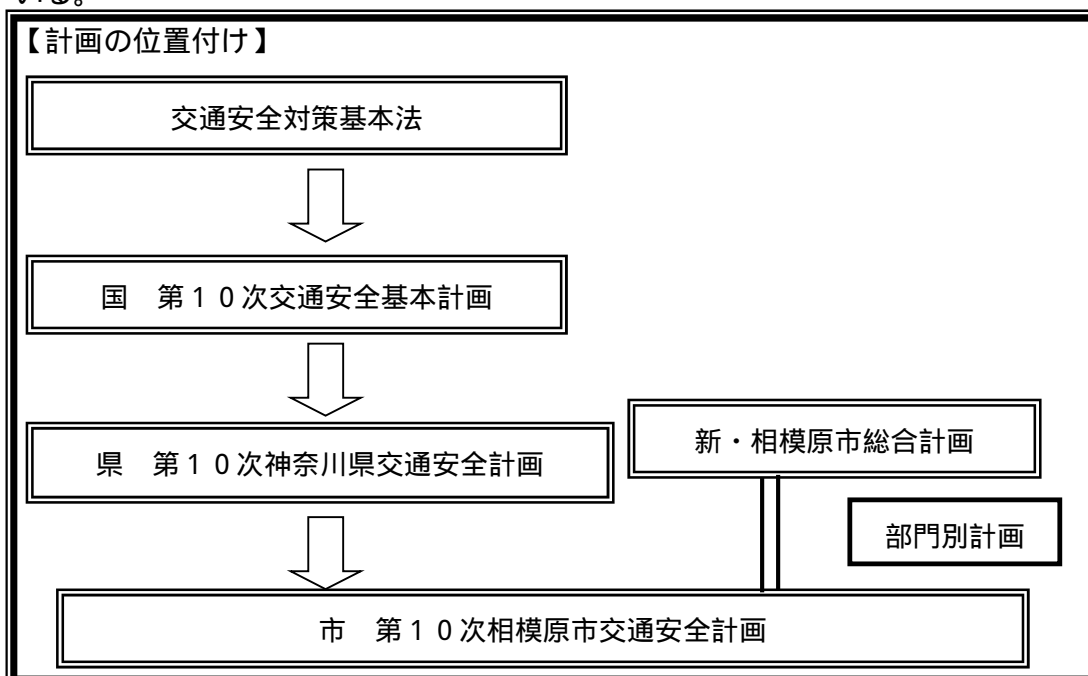 いる。
【計画の位置付け】
交通安全対策基本法
国　第１０次交通安全基本計画
県　第１０次神奈川県交通安全計画
新・相模原市総合計画
部門別計画
市　第１０次相模原市交通安全計画